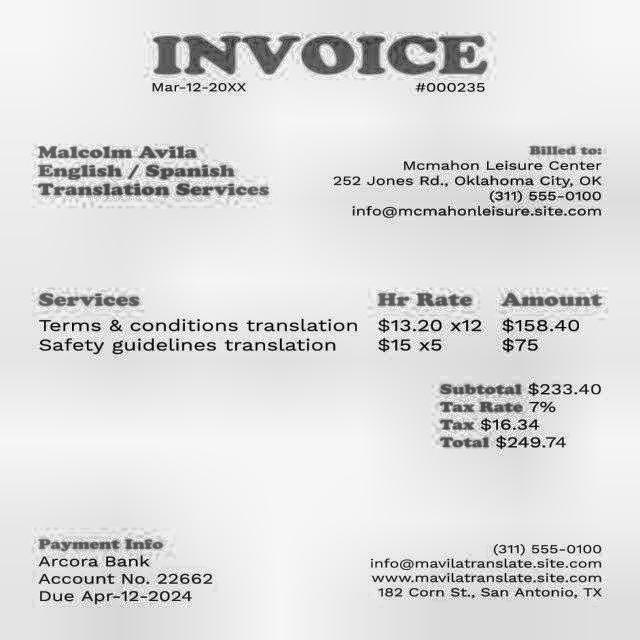 INVOICE
Mar-12-20XX #000235
Malcolm Avila
English / Spanish
Translation Services
Billed to:
Mcmahon Leisure Center
252 Jones Rd., Oklahoma City, OK
(311) 555-0100
info@mcmahonleisure.site.com
Services Hr Rate Amount
Terms & conditions translation $13.20 x12 $158.40
Safety guidelines translation $15 x5 $75
Subtotal $233.40
Tax Rate 7%
Tax $16.34
Total $249.74
Payment Info
Arcora Bank
Account No. 22662
Due Apr-12-2024
(311) 555-0100
info@mavilatranslate.site.com
www.mavilatranslate.site.com
182 Corn St., San Antonio, TX